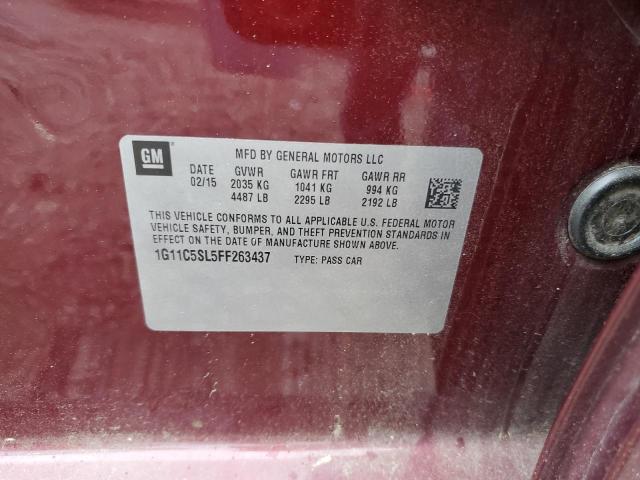 GM
MFD BY GENERAL MOTORS LLC
DATE GVWR GAWR FRT GAWR RR
02/15 2035 KG 1041 KG 994 KG
4487 LB 2295 LB 2192 LB
THIS VEHICLE CONFORMS TO ALL APPLICABLE U.S. FEDERAL MOTOR
VEHICLE SAFETY, BUMPER, AND THEFT PREVENTION STANDARDS IN
EFFECT ON THE DATE OF MANUFACTURE SHOWN ABOVE.
1G11C5SL5FF263437 TYPE: PASS CAR